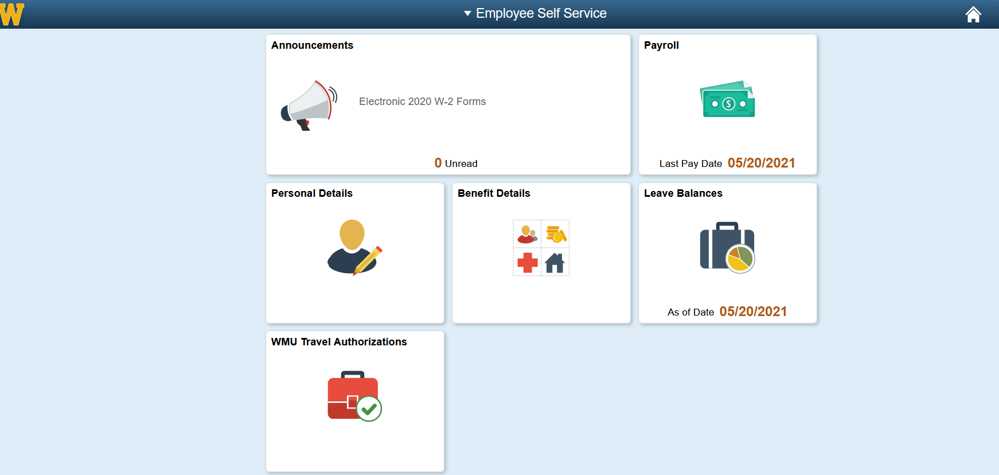 W
Employee Self Service
Announcements
Electronic 2020 W-2 Forms
0 Unread
Payroll
$
Last Pay Date 05/20/2021
Personal Details
Benefit Details
Leave Balances
As of Date 05/20/2021
WMU Travel Authorizations